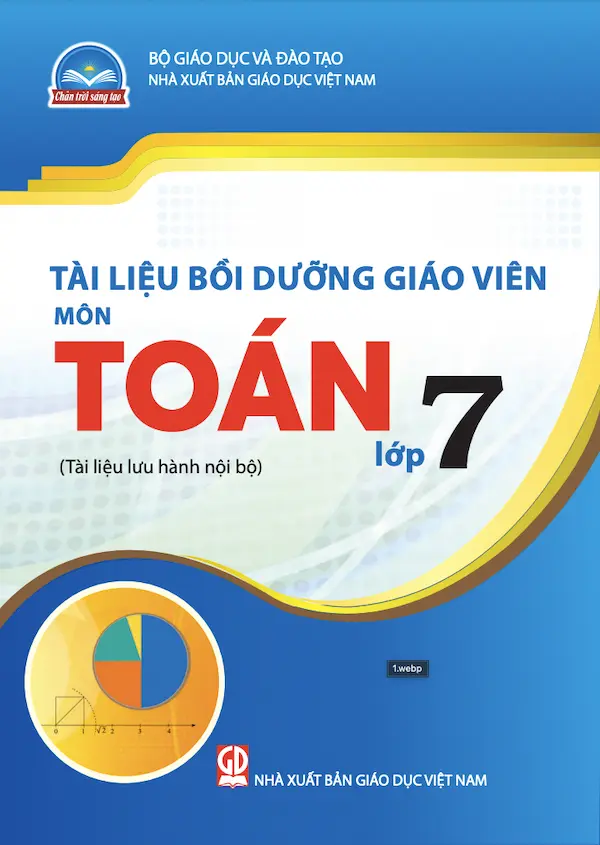 BỘ GIÁO DỤC VÀ ĐÀO TẠO
NHÀ XUẤT BẢN GIÁO DỤC VIỆT NAM
Chân trời sáng tạo
TÀI LIỆU BỒI DƯỠNG GIÁO VIÊN
MÔN
TOÁN
lớp 7
(Tài liệu lưu hành nội bộ)
1.webp
0 1 √2 2 3 4
NHÀ XUẤT BẢN GIÁO DỤC VIỆT NAM